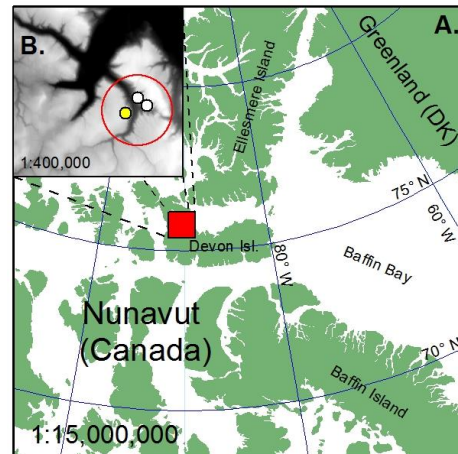 B.
A.
1:400,000
Ellesmere Island
Greenland (DK)
75° N
60° W
Devon Isl.
80° W
Baffin Bay
Nunavut
(Canada)
70° N
Baffin Island
1:15,000,000